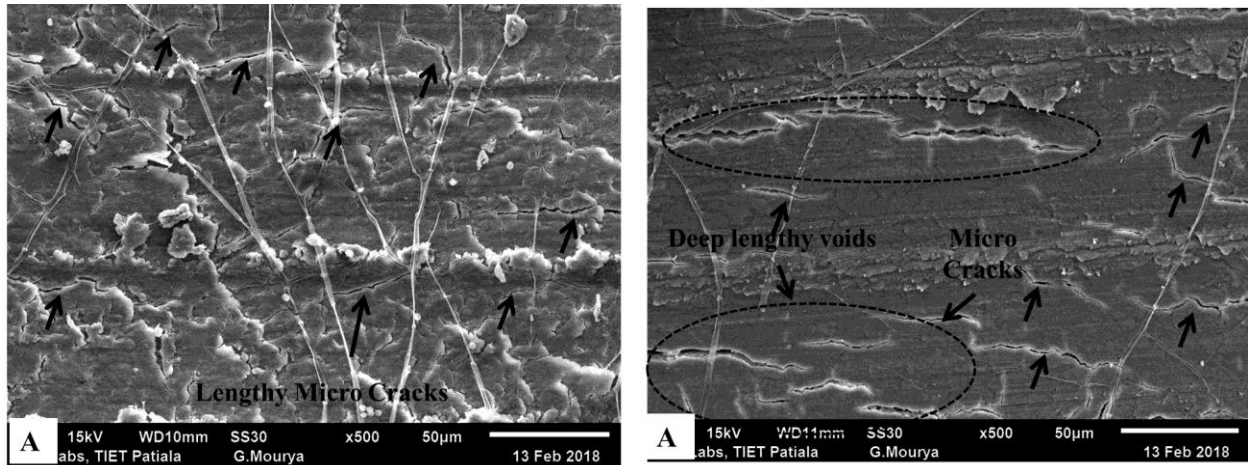 Lengthy Micro Cracks
A
15kV WD10mm SS30 x500 50µm
abs, TIET Patiala G.Mourya 13 Feb 2018
Deep lengthy voids
Micro
Cracks
A
15kV WD11mm SS30 x500 50µm
Labs, TIET Patiala G.Mourya 13 Feb 2018